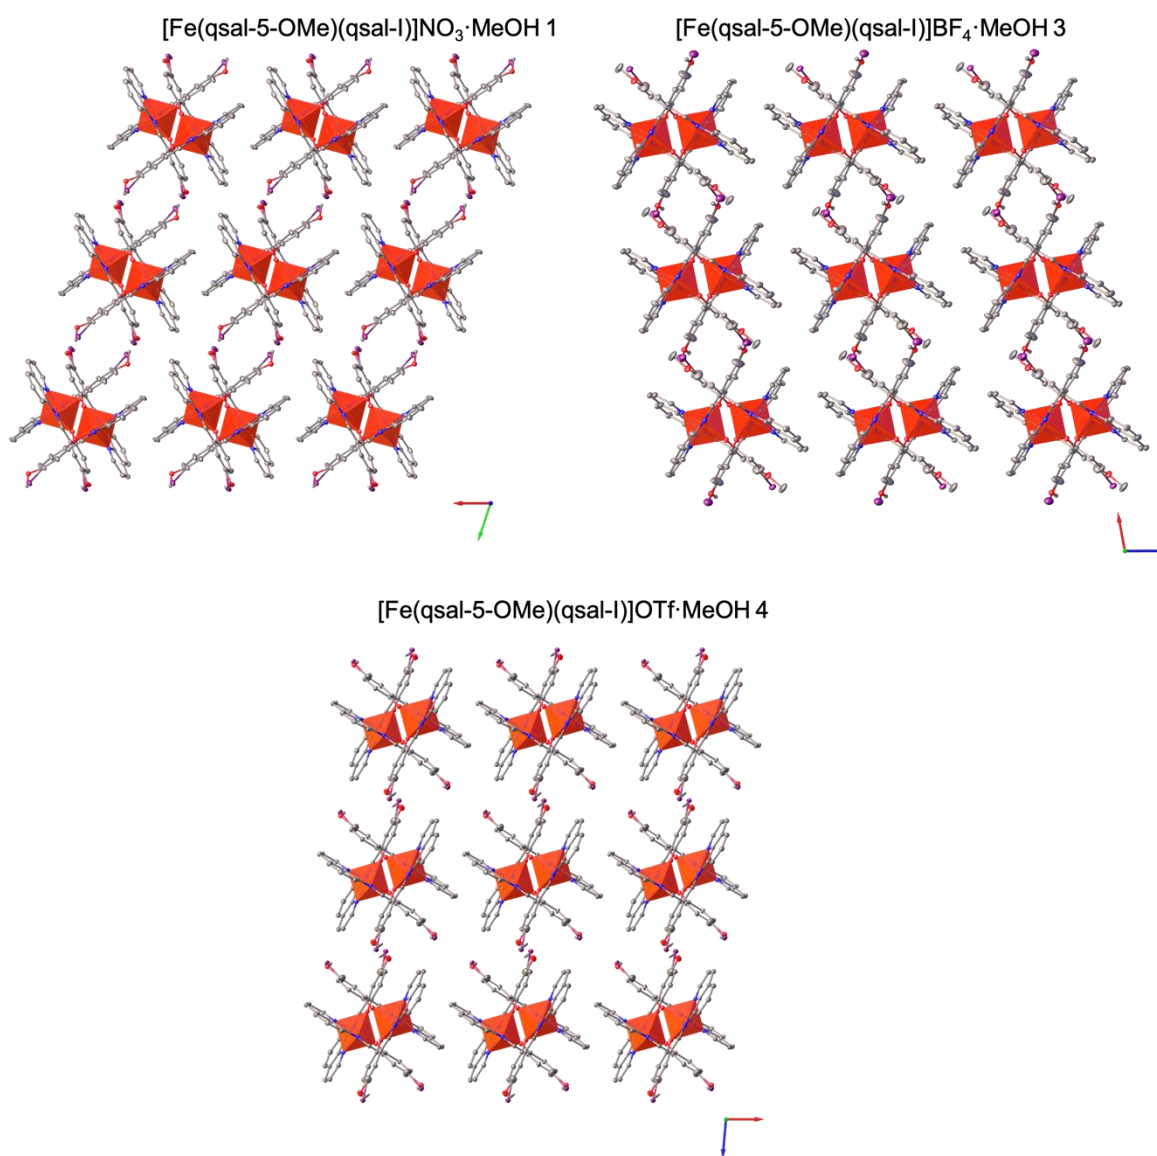 [Fe(qsal-5-OMe)(qsal-I)]NO₃·MeOH 1
[Fe(qsal-5-OMe)(qsal-I)]BF₄·MeOH 3
[Fe(qsal-5-OMe)(qsal-I)]OTf·MeOH 4